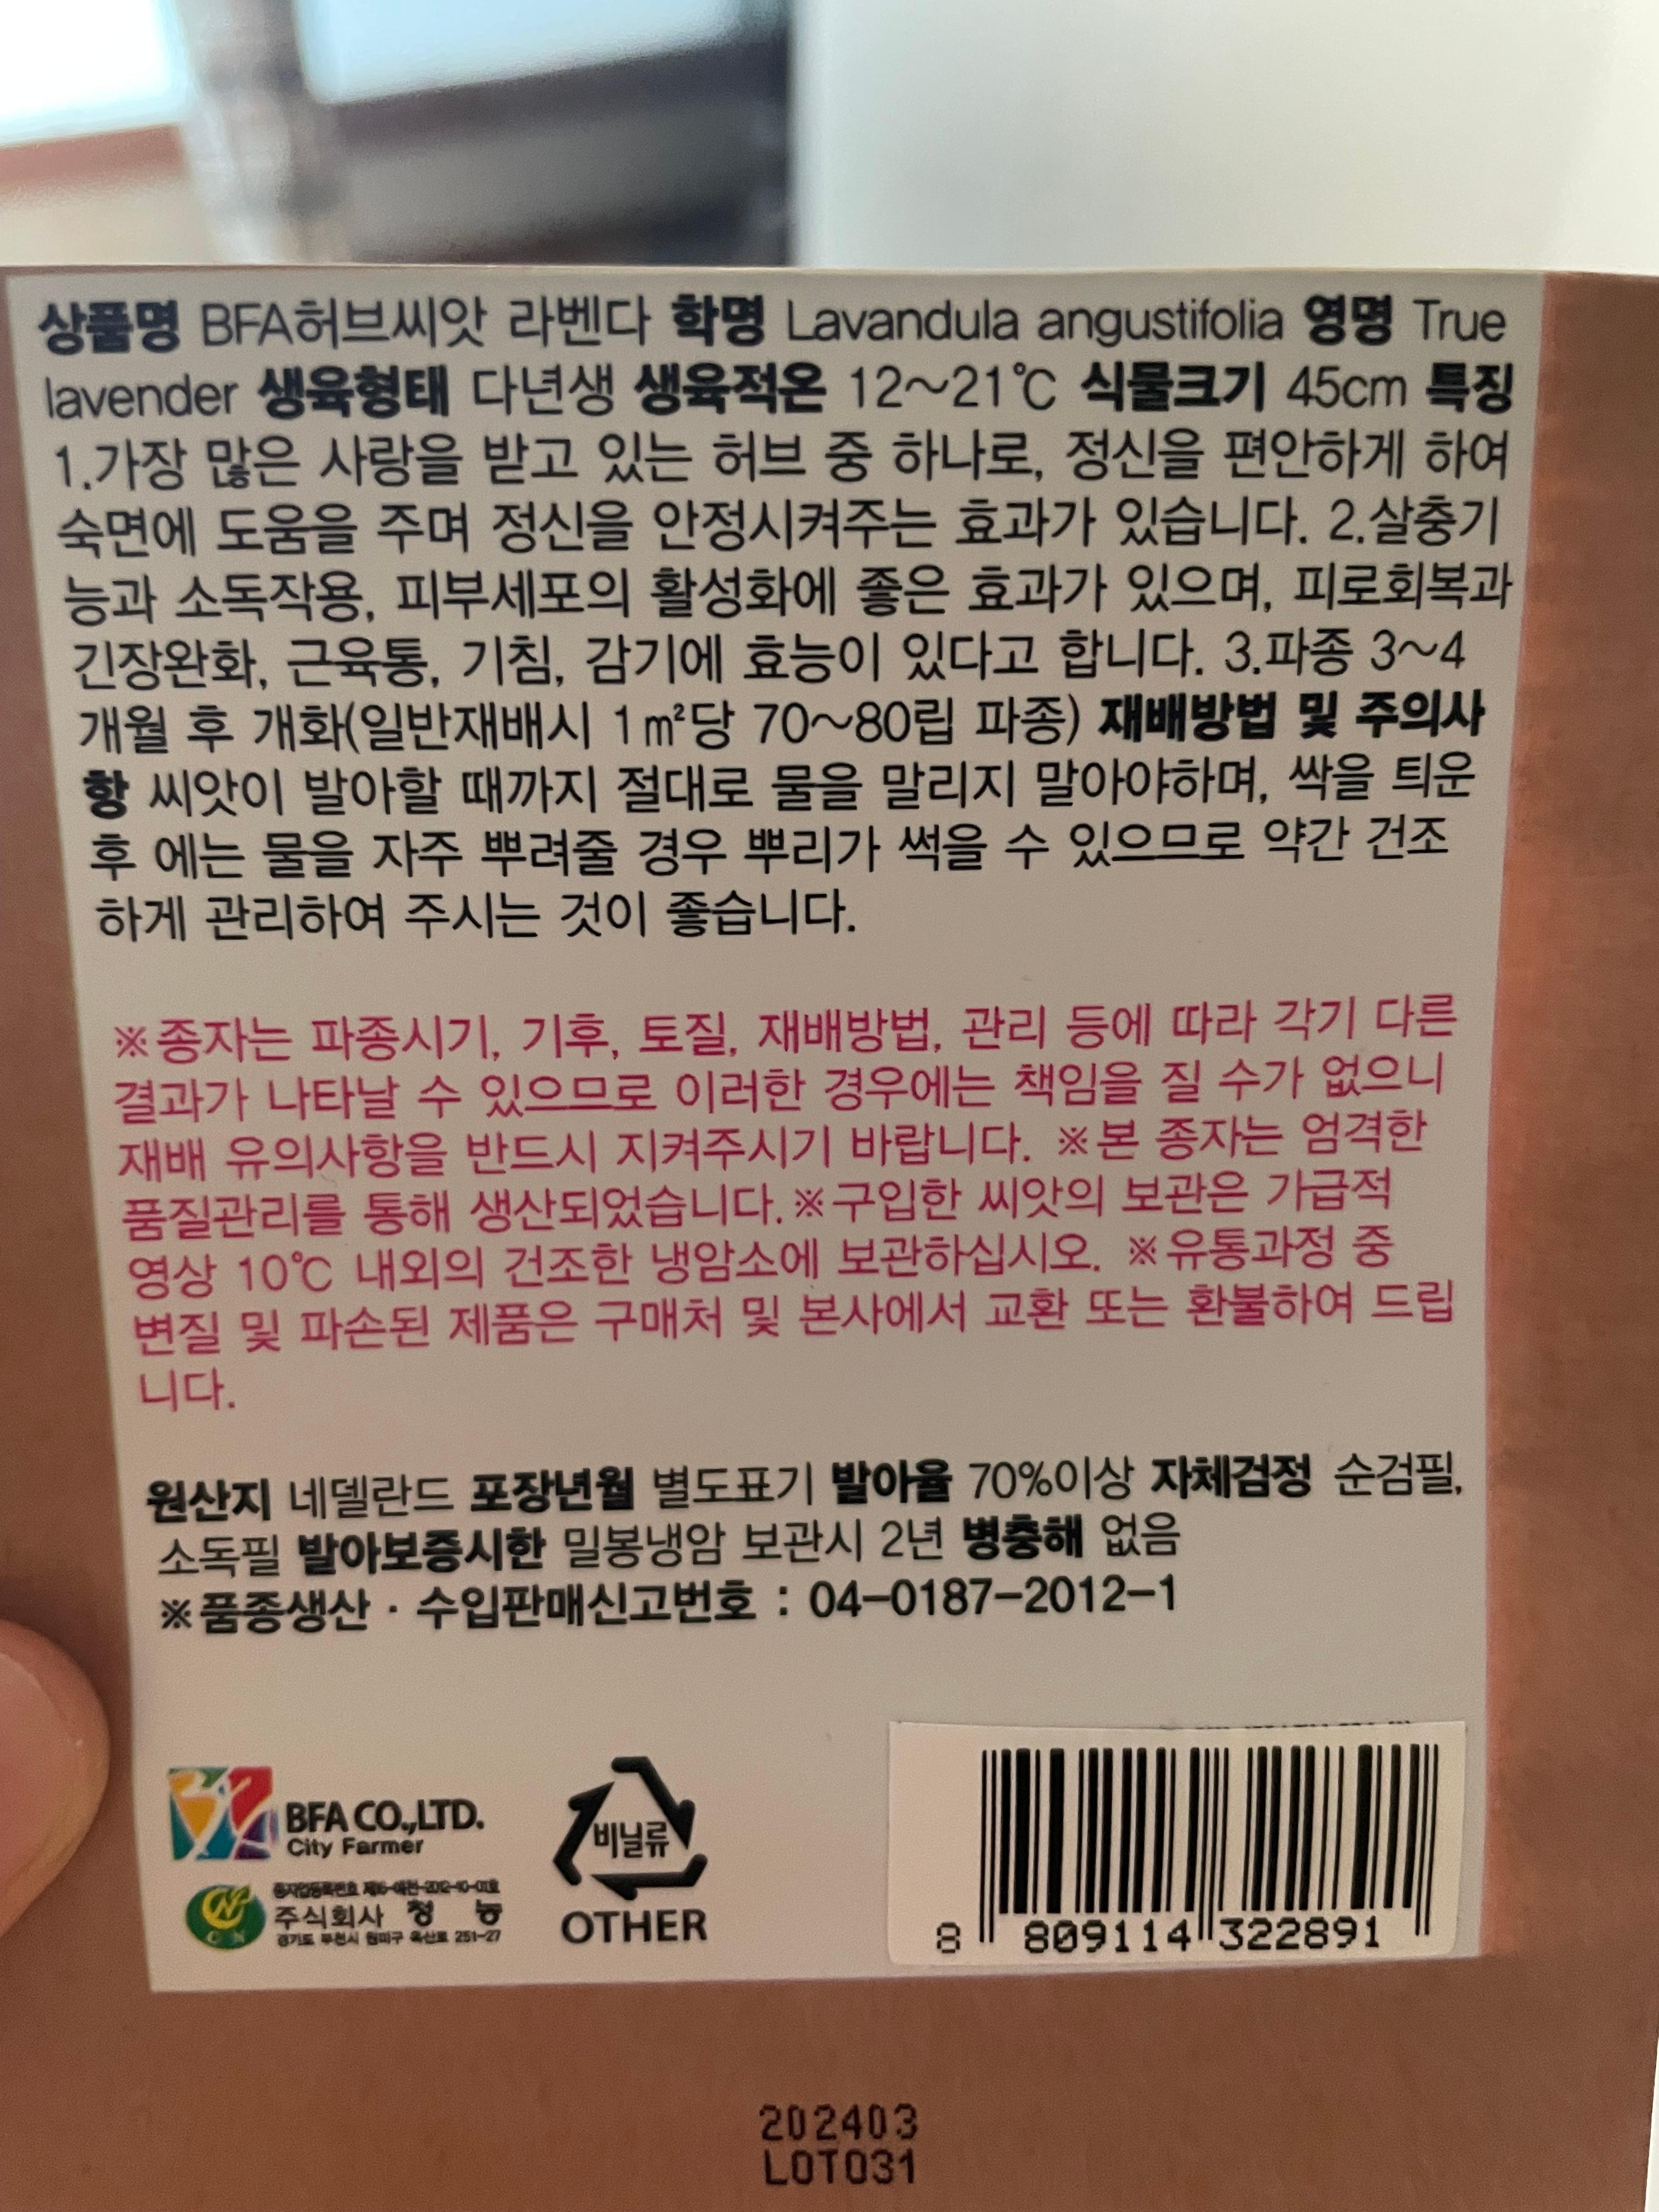 상품명 BFA허브씨앗 라벤다 학명 Lavandula angustifolia 영명 True
lavender 생육형태 다년생 생육적온 12~21℃ 식물크기 45cm 특징
1.가장 많은 사랑을 받고 있는 허브 중 하나로, 정신을 편안하게 하여
숙면에 도움을 주며 정신을 안정시켜주는 효과가 있습니다. 2.살충기
능과 소독작용, 피부세포의 활성화에 좋은 효과가 있으며, 피로회복과
긴장완화, 근육통, 기침, 감기에 효능이 있다고 합니다. 3.파종 3~4
개월 후 개화(일반재배시 1㎡당 70~80립 파종) 재배방법 및 주의사
항 씨앗이 발아할 때까지 절대로 물을 말리지 말아야하며, 싹을 틔운
후 에는 물을 자주 뿌려줄 경우 뿌리가 썩을 수 있으므로 약간 건조
하게 관리하여 주시는 것이 좋습니다.
※종자는 파종시기, 기후, 토질, 재배방법, 관리 등에 따라 각기 다른
결과가 나타날 수 있으므로 이러한 경우에는 책임을 질 수가 없으니
재배 유의사항을 반드시 지켜주시기 바랍니다. ※본 종자는 엄격한
품질관리를 통해 생산되었습니다.※구입한 씨앗의 보관은 가급적
영상 10℃ 내외의 건조한 냉암소에 보관하십시오. ※유통과정 중
변질 및 파손된 제품은 구매처 및 본사에서 교환 또는 환불하여 드립
니다.
원산지 네델란드 포장년월 별도표기 발아율 70%이상 자체검정 순검필,
소독필 발아보증시한 밀봉냉암 보관시 2년 병충해 없음
※품종생산 · 수입판매신고번호 : 04-0187-2012-1
BFA CO.,LTD.
City Farmer
종자업등록번호
주식회사 청 농
경기도 부천시 원미구 옥산로 251-27
비닐류
OTHER
8 809114 322891
202403
LOT031